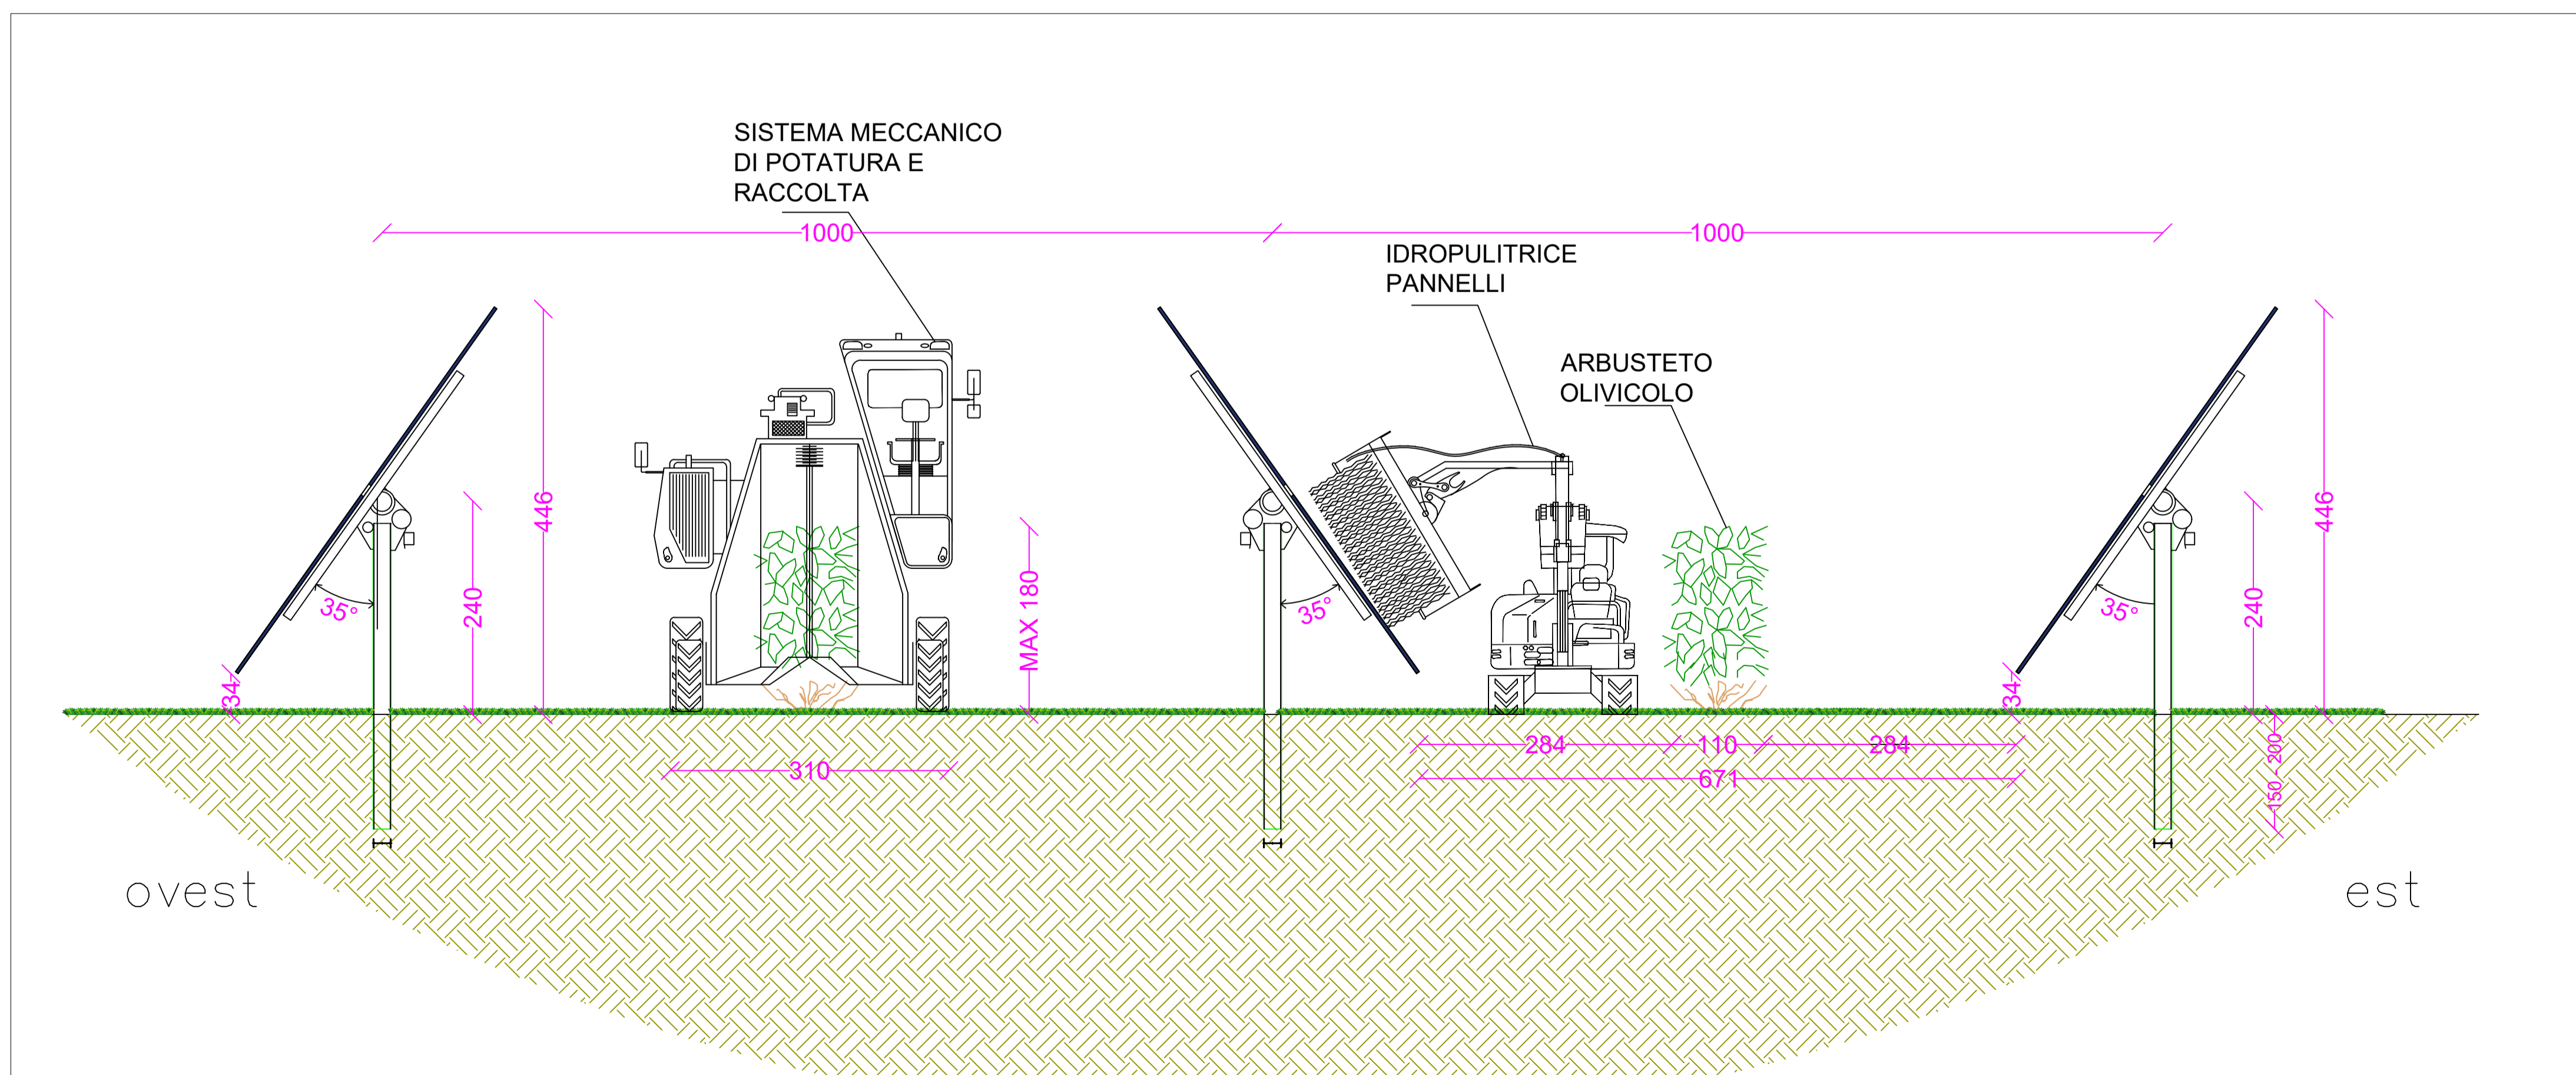 SISTEMA MECCANICO
DI POTATURA E
RACCOLTA
1000
1000
IDROPULITRICE
PANNELLI
ARBUSTETO
OLIVICOLO
446
240
35°
34
MAX 180
35°
446
240
35°
34
284
110
284
310
671
150 - 200
ovest
est